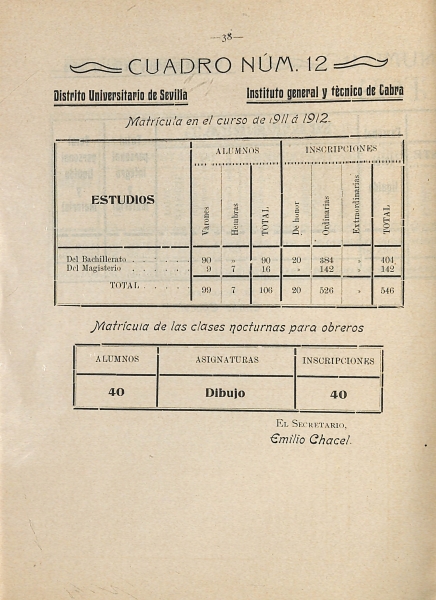 —38—
CUADRO NÚM. 12
Distrito Universitario de Sevilla Instituto general y tècnico de Cabra
Matrícula en el curso de 1911 á 1912.
ESTUDIOS ALUMNOS INSCRIPCIONES
Varones Hembras TOTAL De honor Ordinarias Extraordinarias TOTAL
Del Bachillerato. . . . . 90 » 90 20 384 » 404
Del Magisterio . . . . . . 9 7 16 » 142 » 142
TOTAL . . . . . 99 7 106 20 526 » 546
Matrícula de las clases nocturnas para obreros
ALUMNOS ASIGNATURAS INSCRIPCIONES
40 Dibujo 40
EL SECRETARIO,
Emilio Chacel.